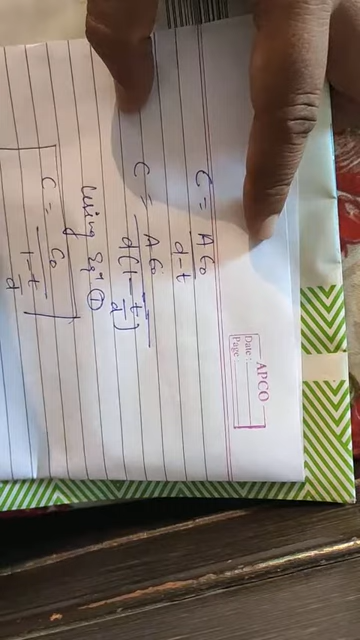 APCO
Date :
Page :
C = Aε₀ / d-t
C = Aε₀ / d(1 - t/d)
Using Eqⁿ ①
C = C₀ / 1 - t/d